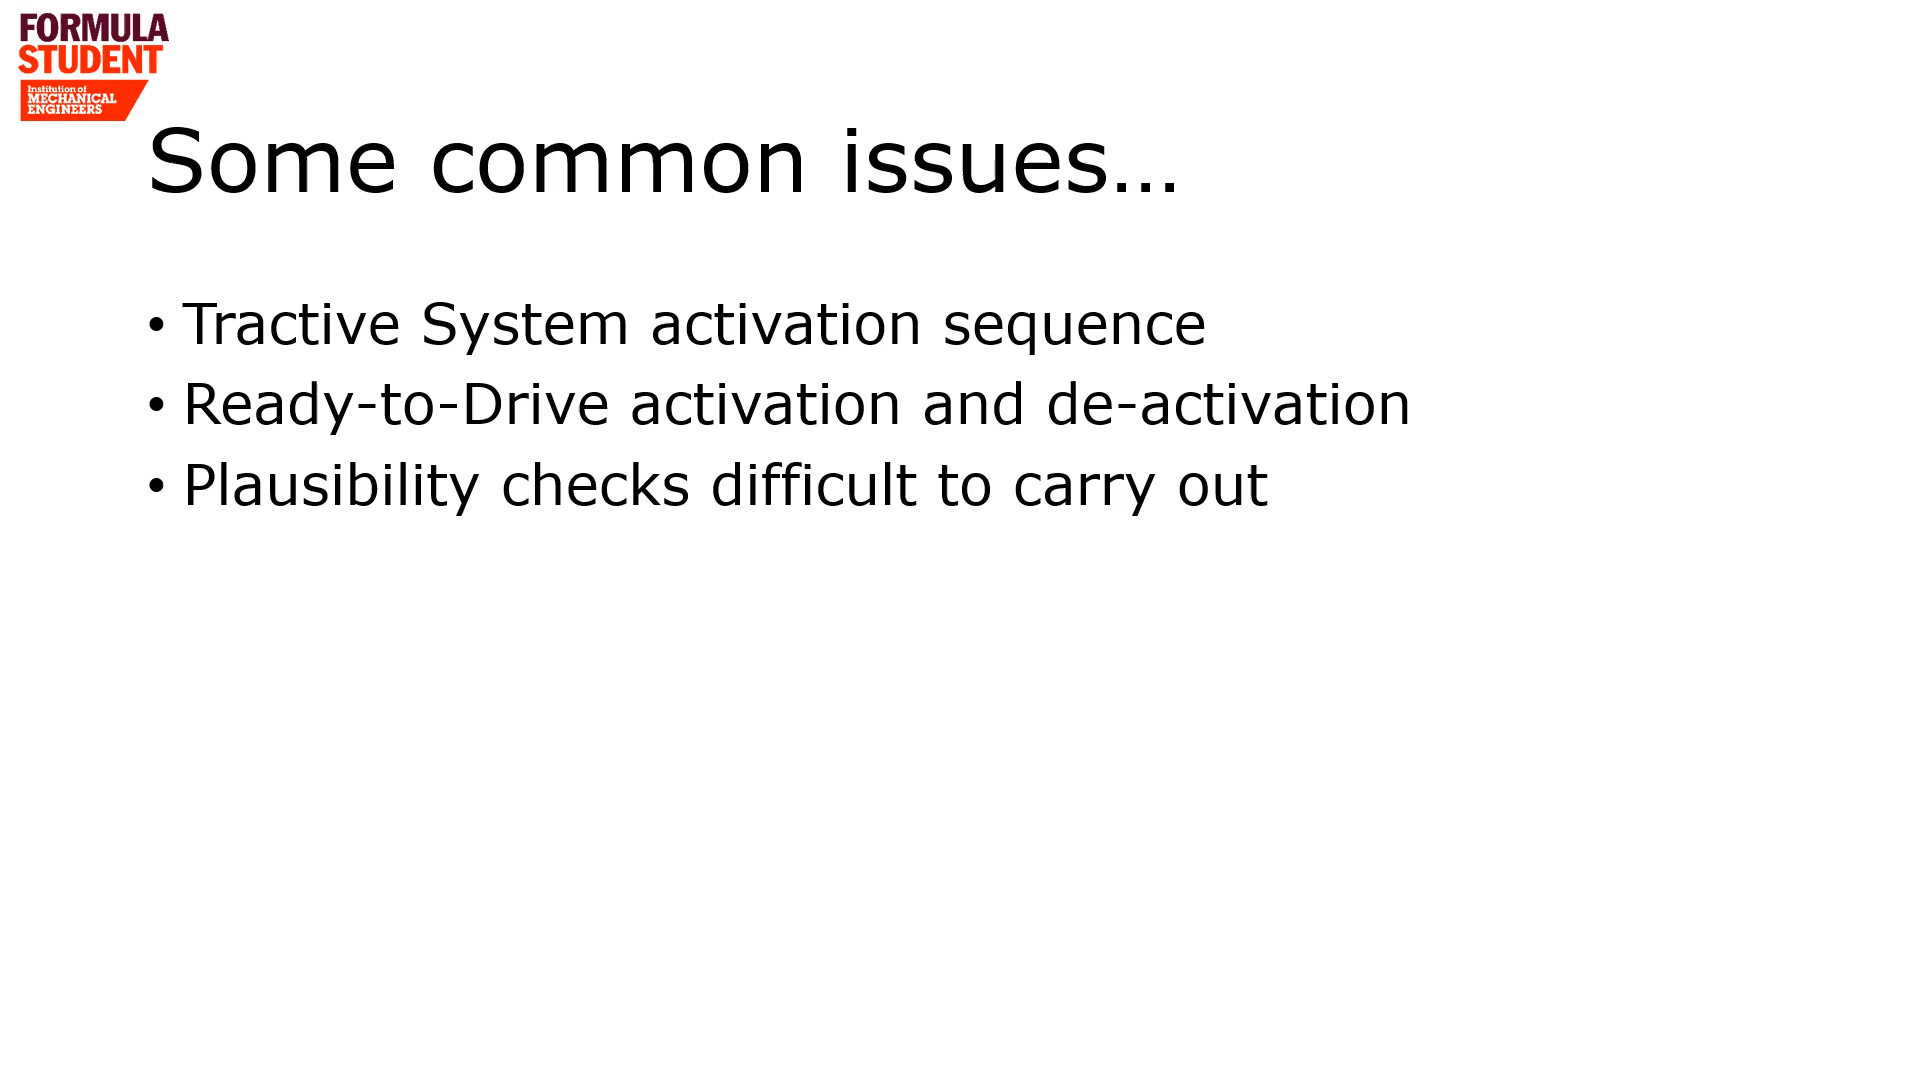 FORMULA
STUDENT
Institution of
MECHANICAL
ENGINEERS
Some common issues…
• Tractive System activation sequence
• Ready-to-Drive activation and de-activation
• Plausibility checks difficult to carry out